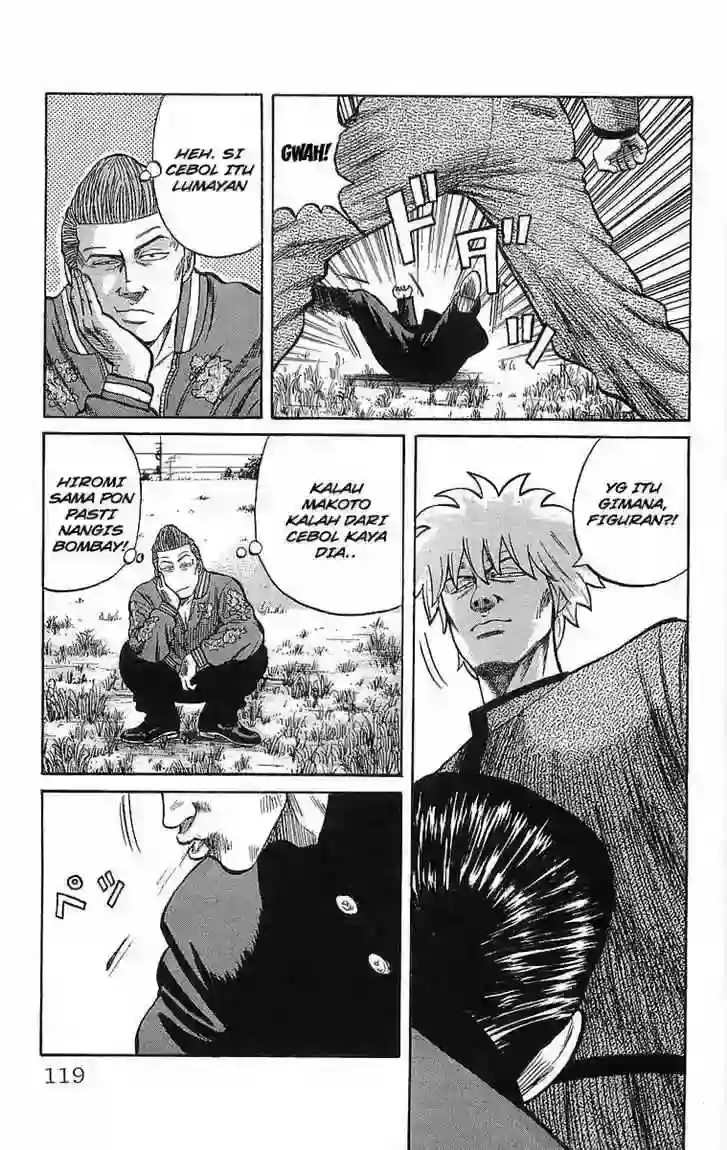 GWAH!
ドダッ
HEH. SI
CEBOL ITU
LUMAYAN
YG ITU
GIMANA,
FIGURAN?!
KALAU
MAKOTO
KALAH DARI
CEBOL KAYA
DIA..
HIROMI
SAMA PON
PASTI
NANGIS
BOMBAY!
ペッ
119